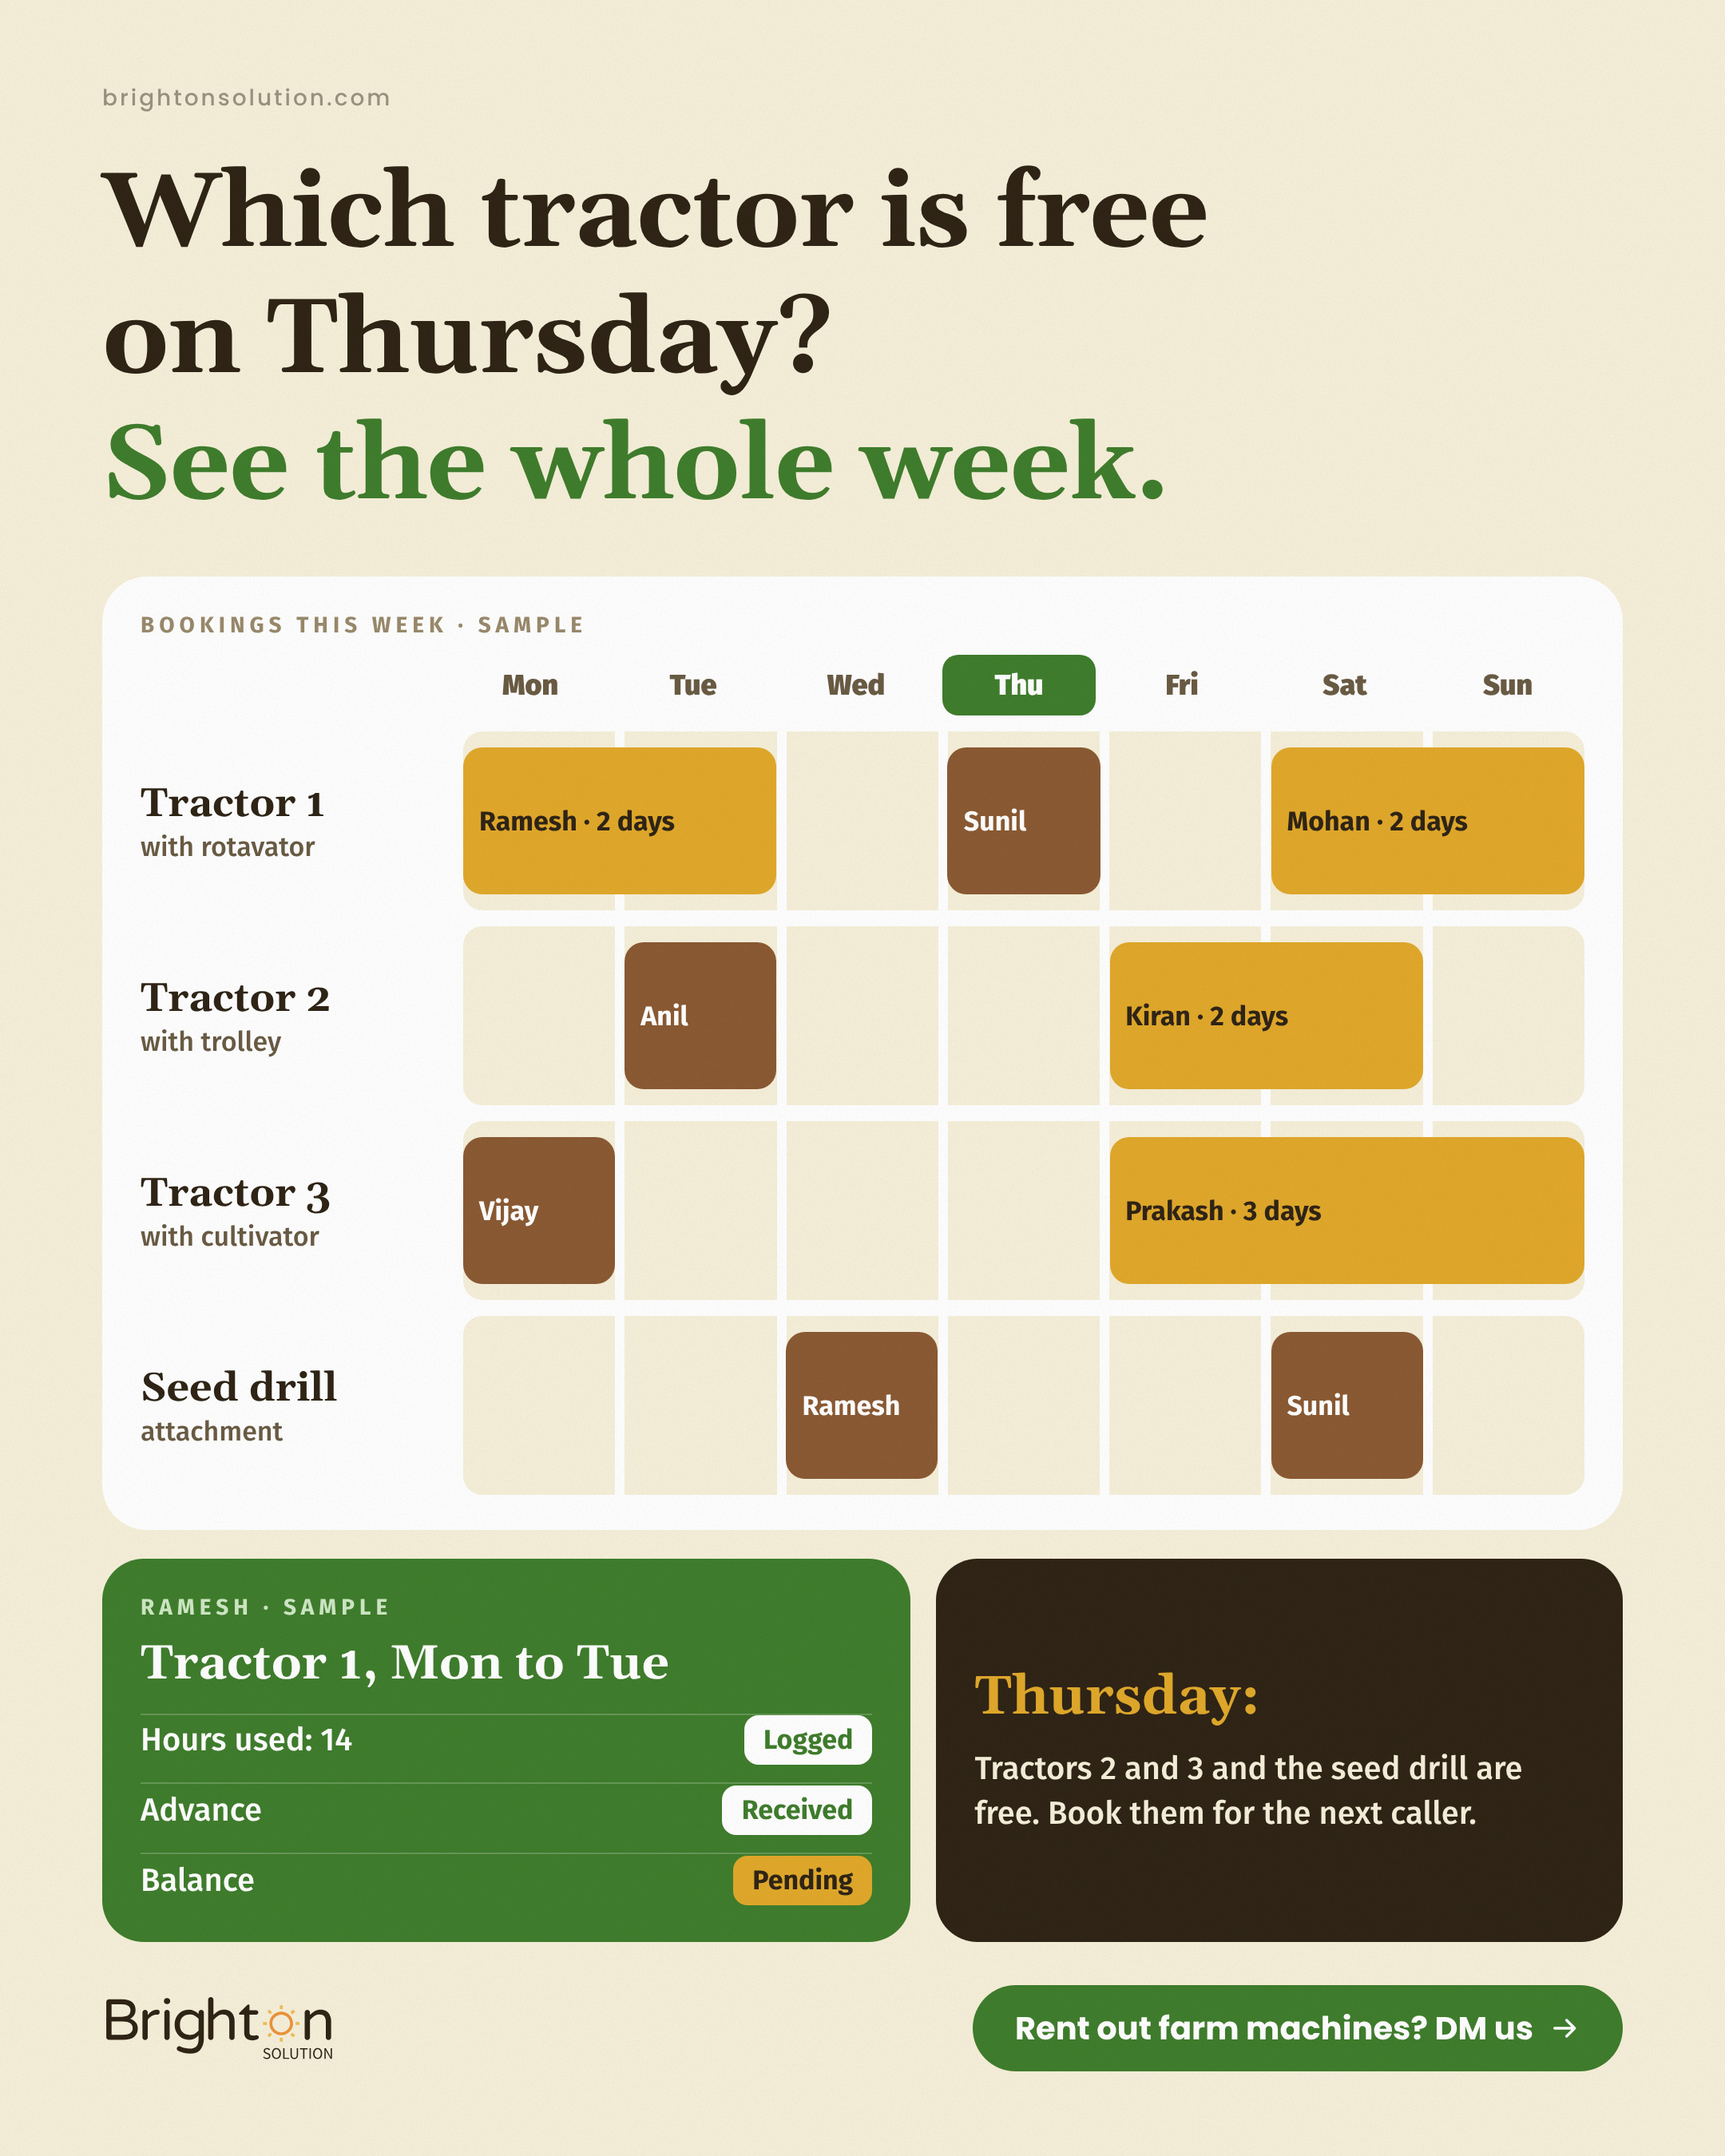 brightonsolution.com
Which tractor is free
on Thursday?
See the whole week.
BOOKINGS THIS WEEK · SAMPLE
Mon Tue Wed Thu Fri Sat Sun
Tractor 1
with rotavator
Ramesh · 2 days
Sunil
Mohan · 2 days
Tractor 2
with trolley
Anil
Kiran · 2 days
Tractor 3
with cultivator
Vijay
Prakash · 3 days
Seed drill
attachment
Ramesh
Sunil
RAMESH · SAMPLE
Tractor 1, Mon to Tue
Hours used: 14 Logged
Advance Received
Balance Pending
Thursday:
Tractors 2 and 3 and the seed drill are
free. Book them for the next caller.
Brighton
SOLUTION
Rent out farm machines? DM us →